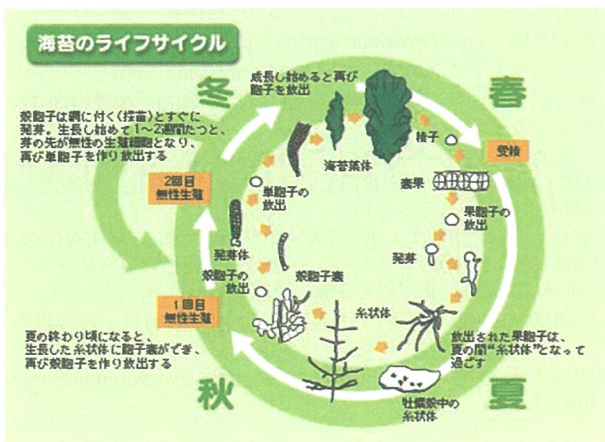 海苔のライフサイクル
冬
春
夏
秋
成長し始めると再び
胞子を放出
殻胞子は網に付く(採苗)とすぐに
発芽。生長し始めて1〜2週間たつと、
芽の先が無性の生殖細胞となり、
再び単胞子を作り放出する
2回目
無性生殖
1回目
無性生殖
受精
海苔葉体
精子
嚢果
果胞子の
放出
発芽
単胞子の
放出
発芽体
殻胞子の
放出
殻胞子嚢
糸状体
牡蠣殻中の
糸状体
夏の終わり頃になると、
生長した糸状体に胞子嚢ができ、
再び殻胞子を作り放出する
放出された果胞子は、
夏の間“糸状体”となって
過ごす